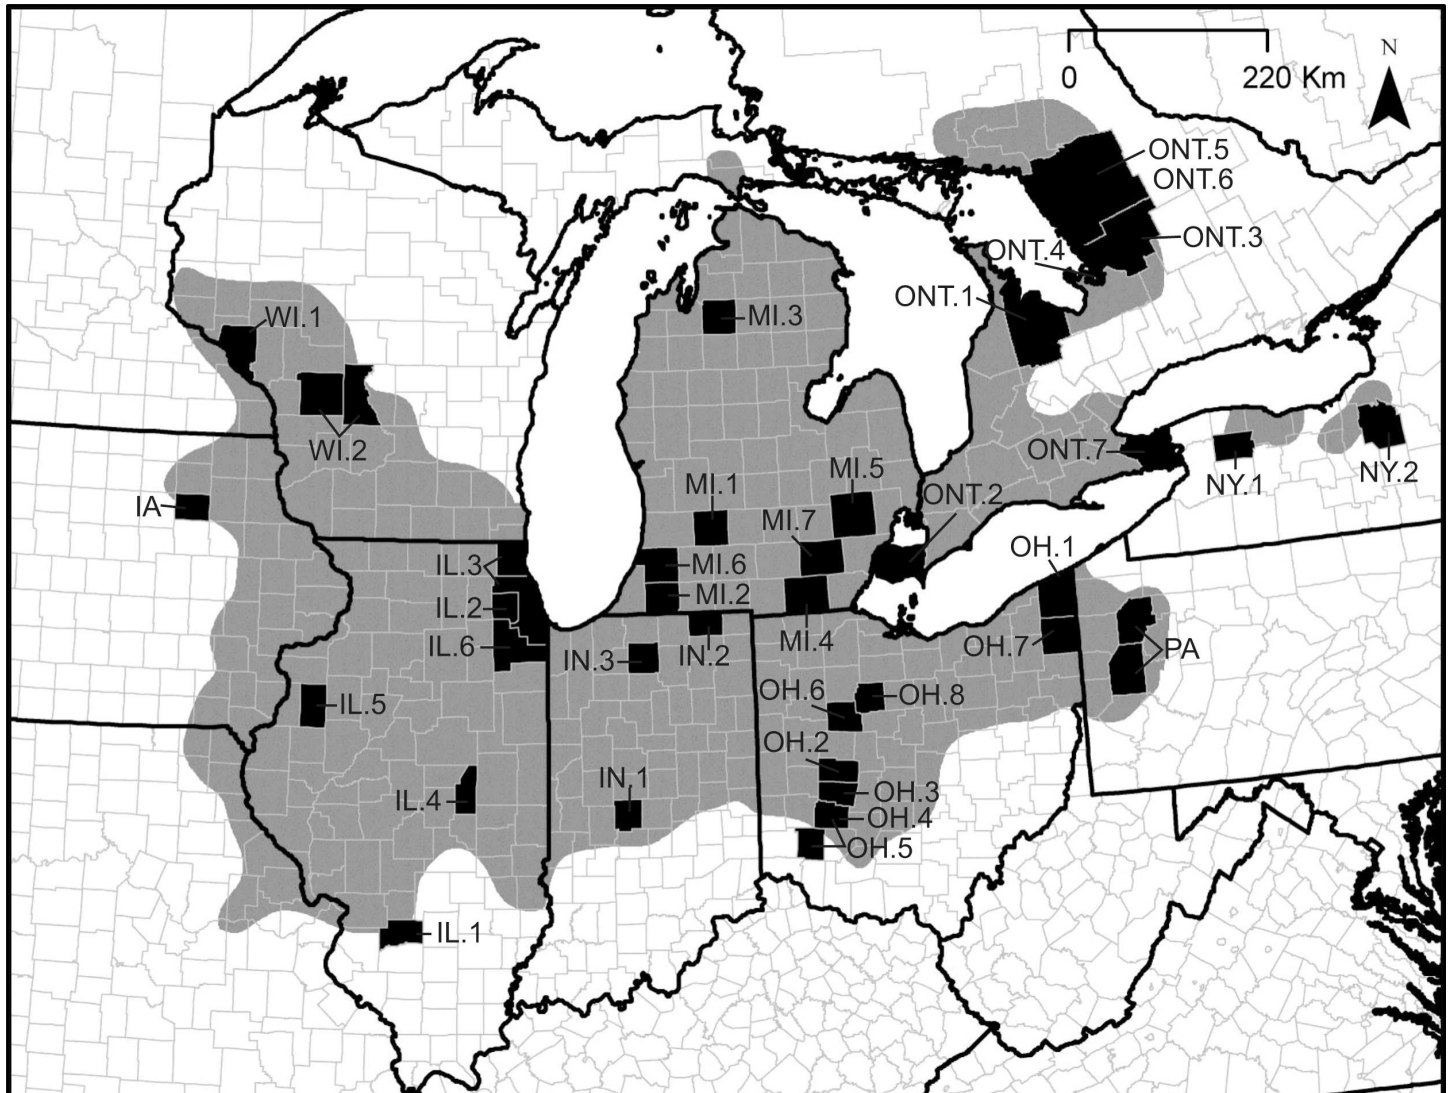 N
0 220 Km
ONT.5
ONT.6
ONT.3
ONT.4
ONT.1
WI.1
MI.3
WI.2
ONT.7
NY.1
NY.2
MI.5
MI.1
ONT.2
IA
MI.7
OH.1
IL.3
MI.6
MI.2
IL.2
MI.4
OH.7
IL.6
IN.3
IN.2
PA
OH.6
OH.8
IL.5
OH.2
IN.1
OH.3
IL.4
OH.4
OH.5
IL.1